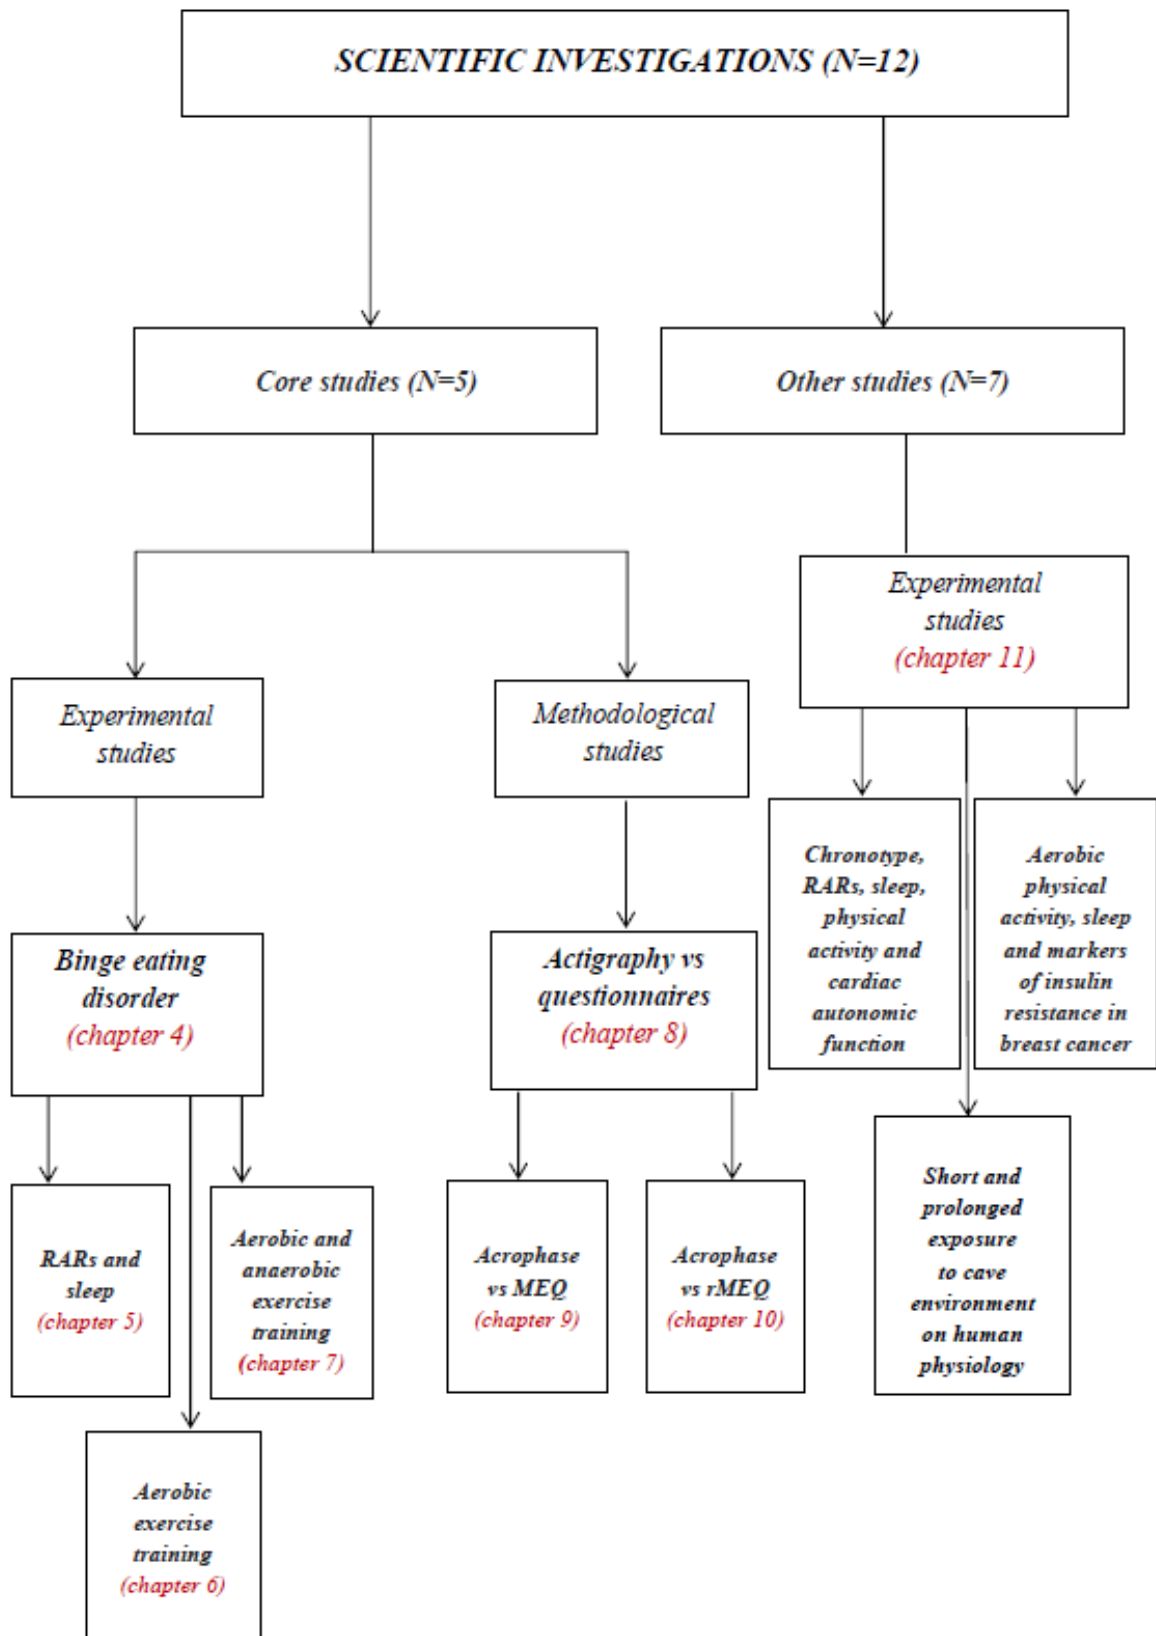 SCIENTIFIC INVESTIGATIONS (N=12)
Core studies (N=5)
Other studies (N=7)
Experimental
studies
(chapter 11)
Experimental
studies
Methodological
studies
Chronotype,
RARs, sleep,
physical
activity and
cardiac
autonomic
function
Aerobic
physical
activity, sleep
and markers
of insulin
resistance in
breast cancer
Binge eating
disorder
(chapter 4)
Actigraphy vs
questionnaires
(chapter 8)
RARs and
sleep
(chapter 5)
Aerobic and
anaerobic
exercise
training
(chapter 7)
Acrophase
vs MEQ
(chapter 9)
Acrophase
vs rMEQ
(chapter 10)
Short and
prolonged
exposure
to cave
environment
on human
physiology
Aerobic
exercise
training
(chapter 6)